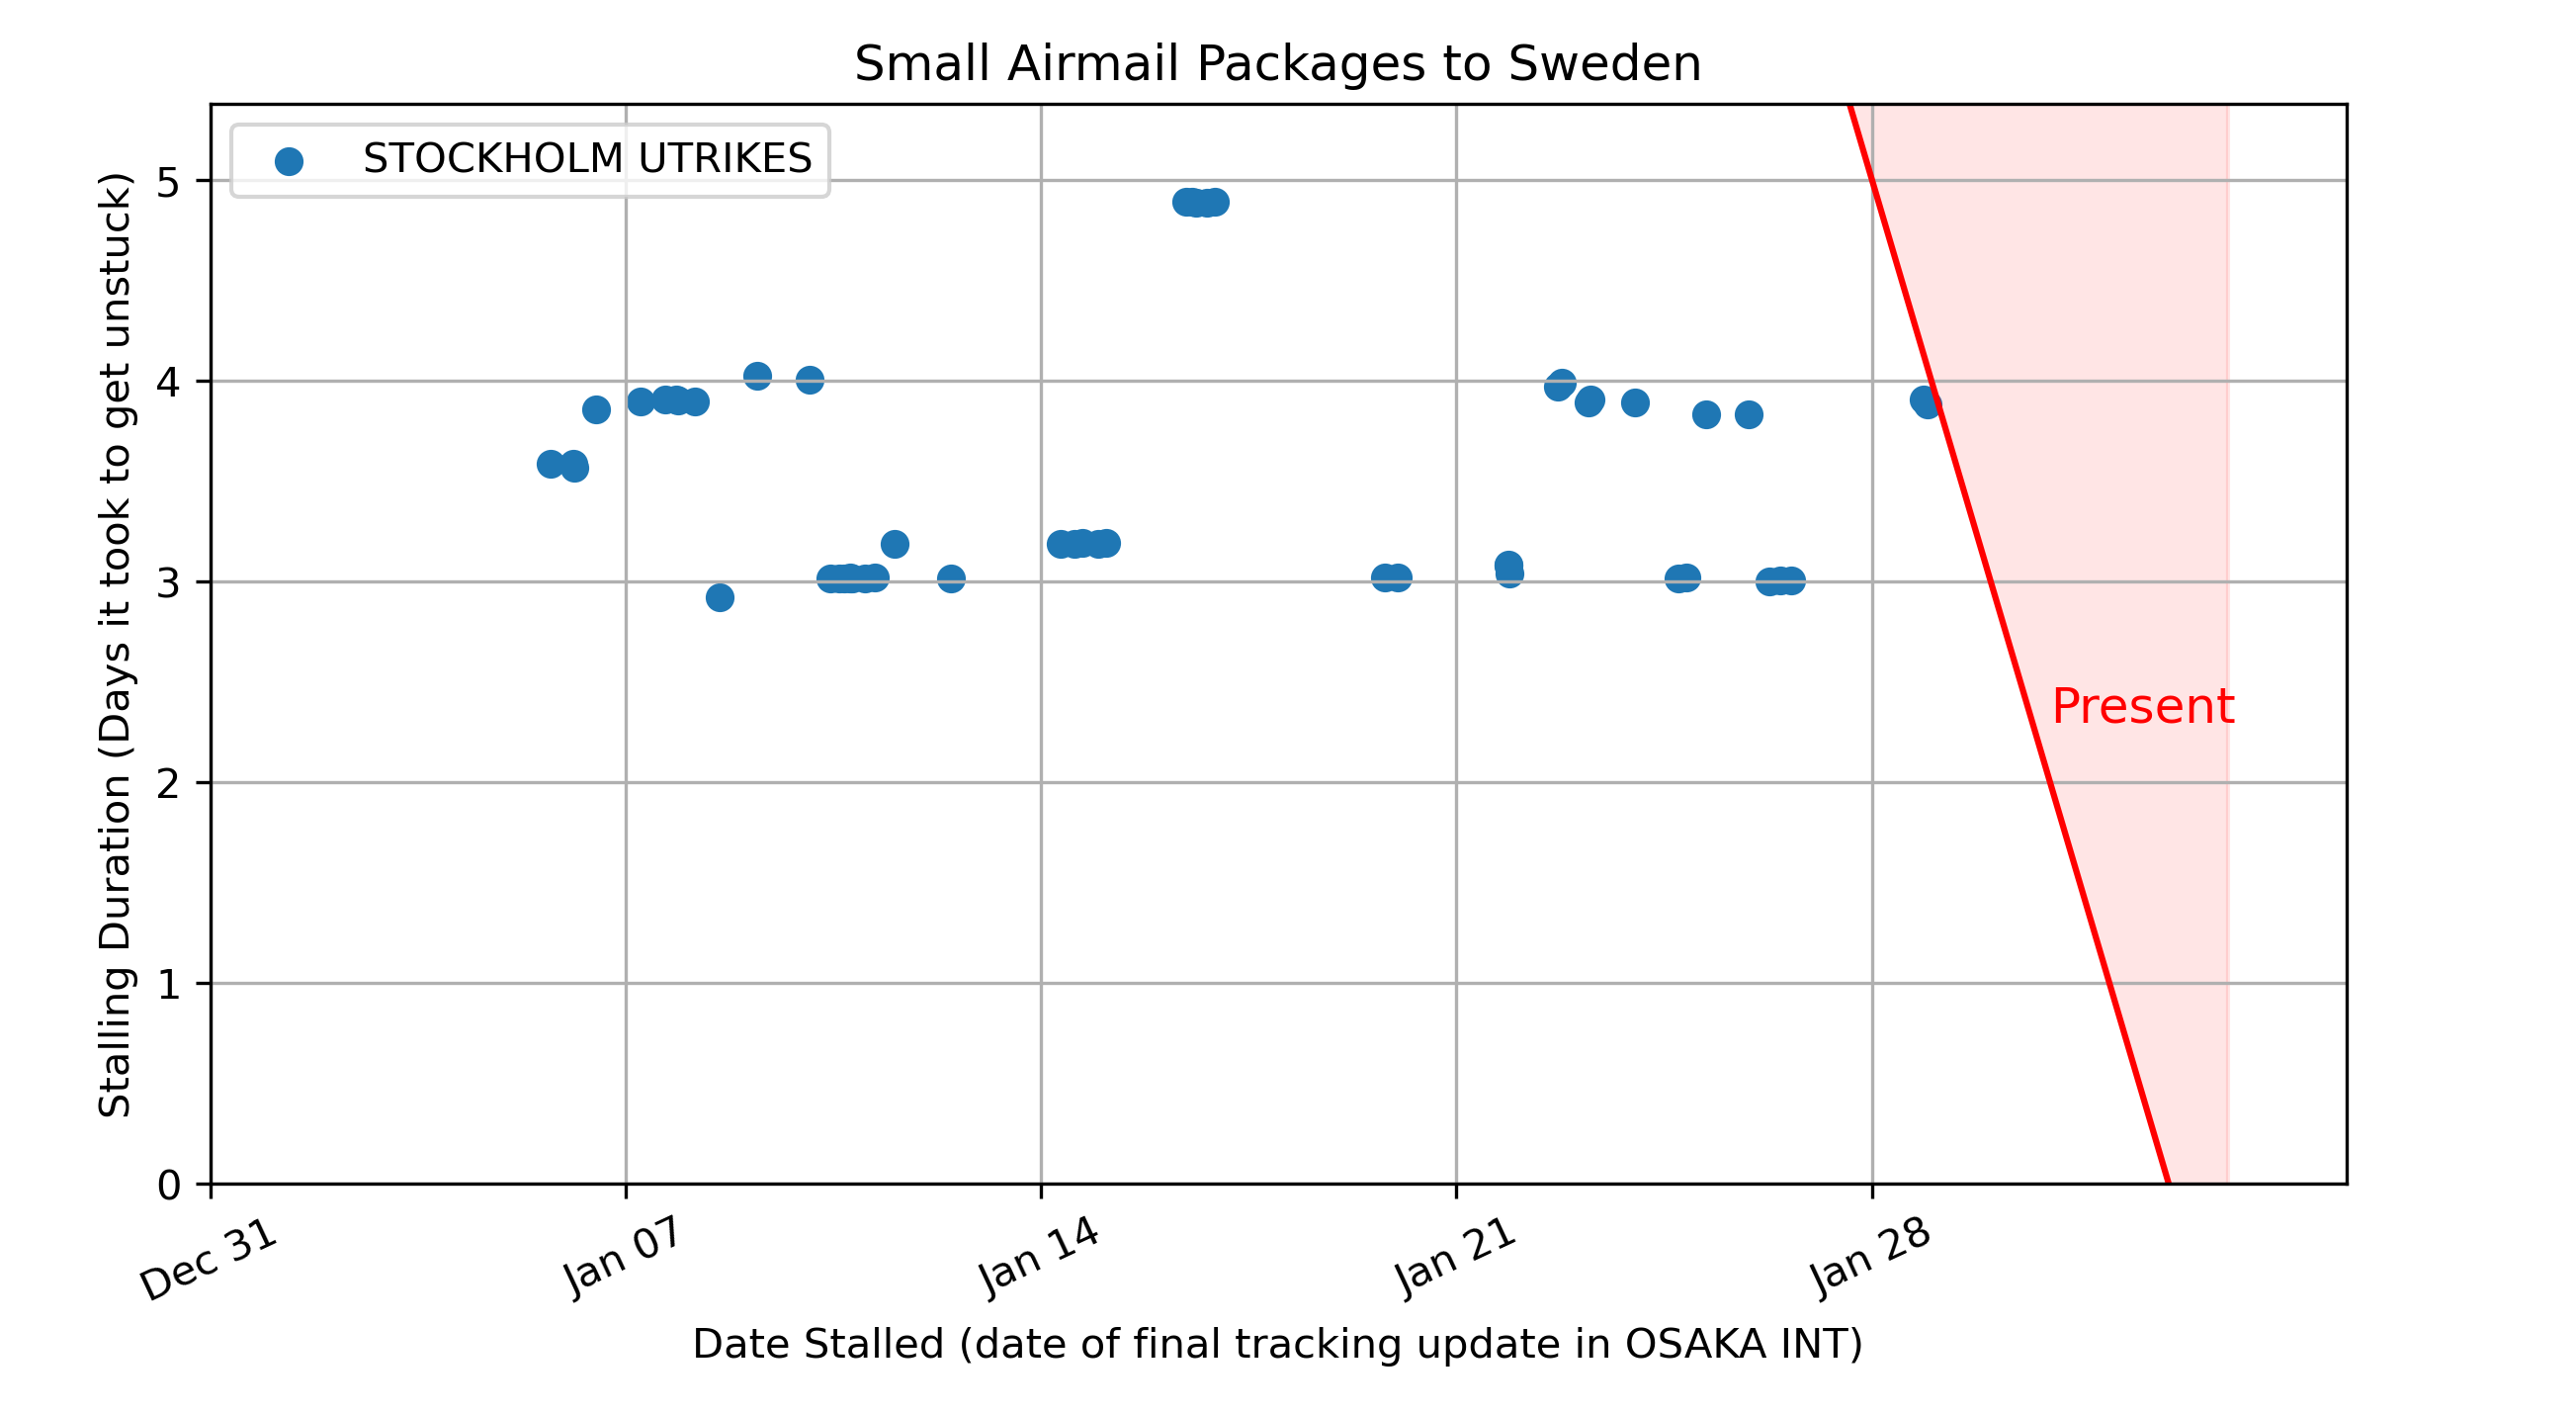 Small Airmail Packages to Sweden
STOCKHOLM UTRIKES
Stalling Duration (Days it took to get unstuck)
5
4
3
2
1
0
Present
Dec 31
Jan 07
Jan 14
Jan 21
Jan 28
Date Stalled (date of final tracking update in OSAKA INT)